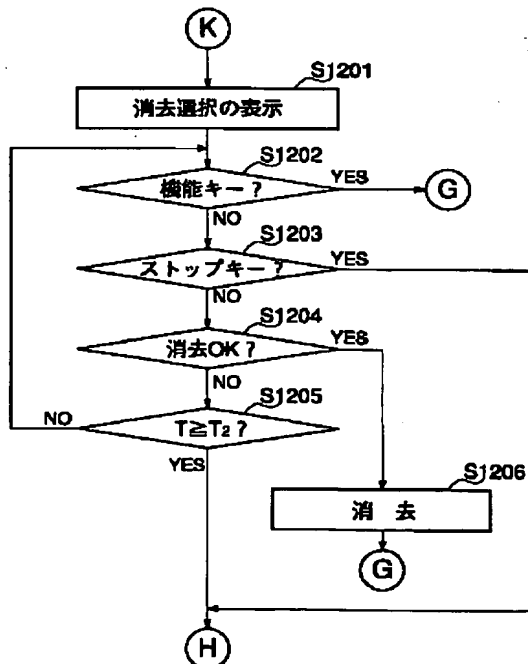 K
S1201
消去選択の表示
S1202
機能キー?
YES
G
NO
S1203
ストップキー?
YES
NO
S1204
消去OK?
YES
NO
S1205
NO
T≧T2?
YES
S1206
消 去
G
H